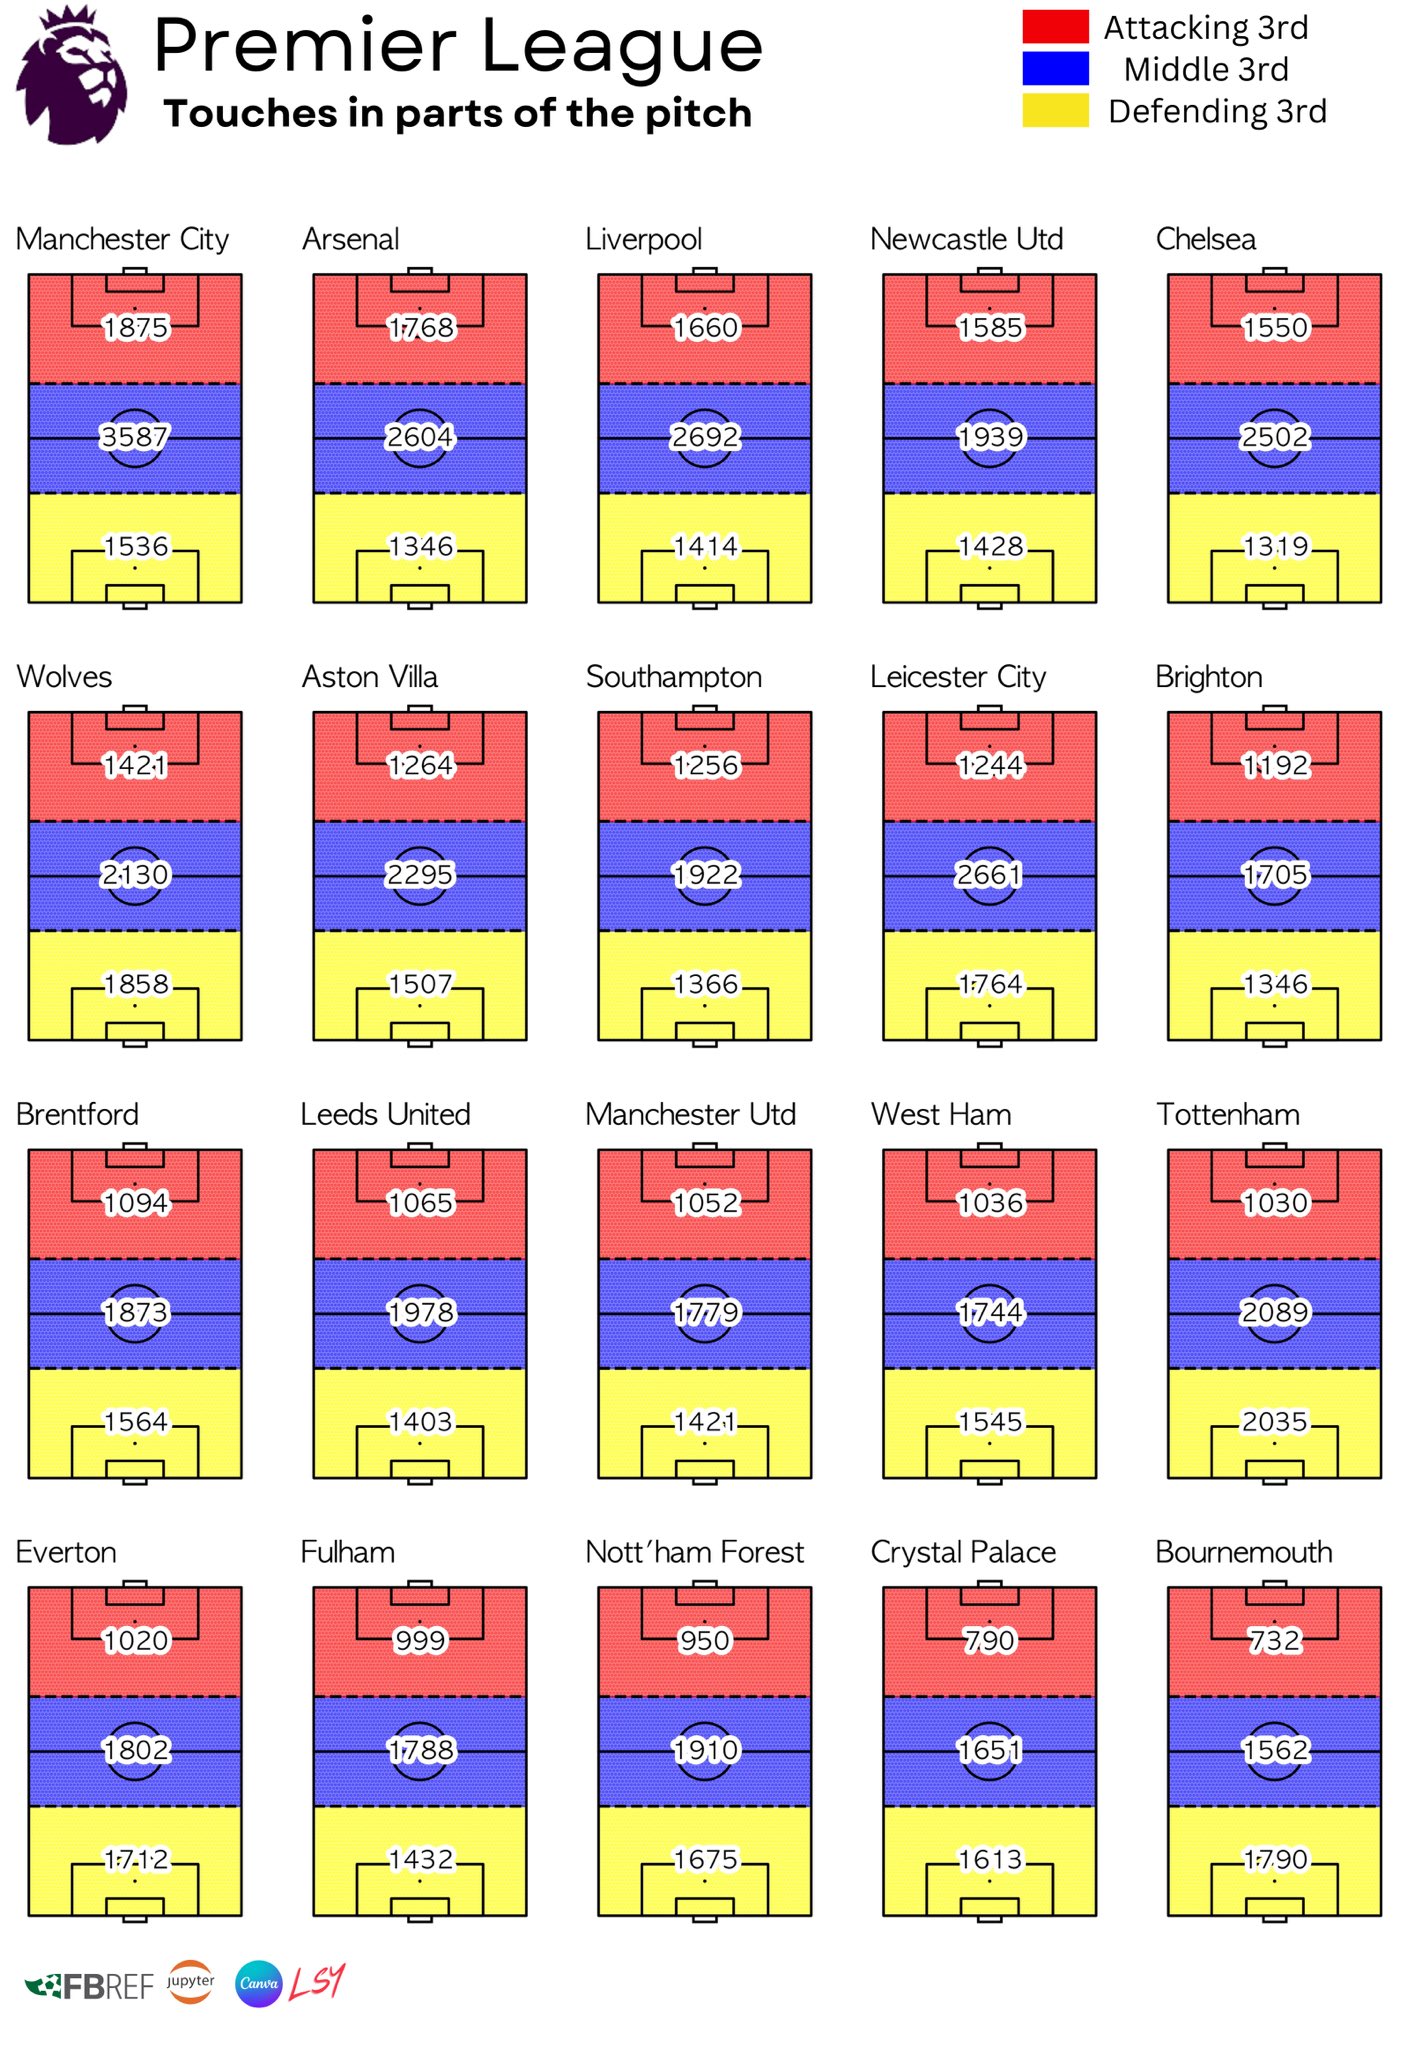 Premier League
Touches in parts of the pitch
Attacking 3rd
Middle 3rd
Defending 3rd
Manchester City
1875
3587
1536
Arsenal
1768
2604
1346
Liverpool
1660
2692
1414
Newcastle Utd
1585
1939
1428
Chelsea
1550
2502
1319
Wolves
1421
2130
1858
Aston Villa
1264
2295
1507
Southampton
1256
1922
1366
Leicester City
1244
2661
1764
Brighton
1192
1705
1346
Brentford
1094
1873
1564
Leeds United
1065
1978
1403
Manchester Utd
1052
1779
1421
West Ham
1036
1744
1545
Tottenham
1030
2089
2035
Everton
1020
1802
1712
Fulham
999
1788
1432
Nott'ham Forest
950
1910
1675
Crystal Palace
790
1651
1613
Bournemouth
732
1562
1790
FBREF
jupyter
Canva
LSY